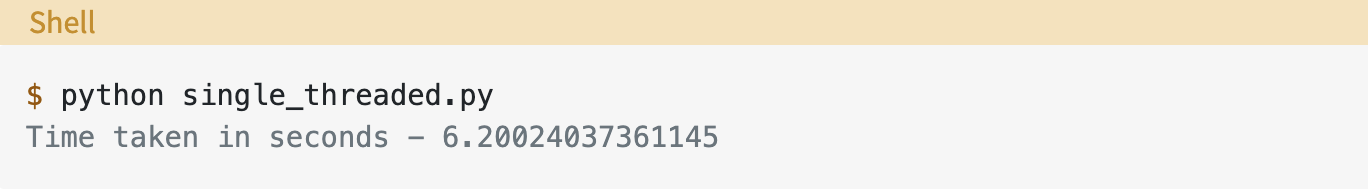 Shell
$ python single_threaded.py
Time taken in seconds - 6.20024037361145